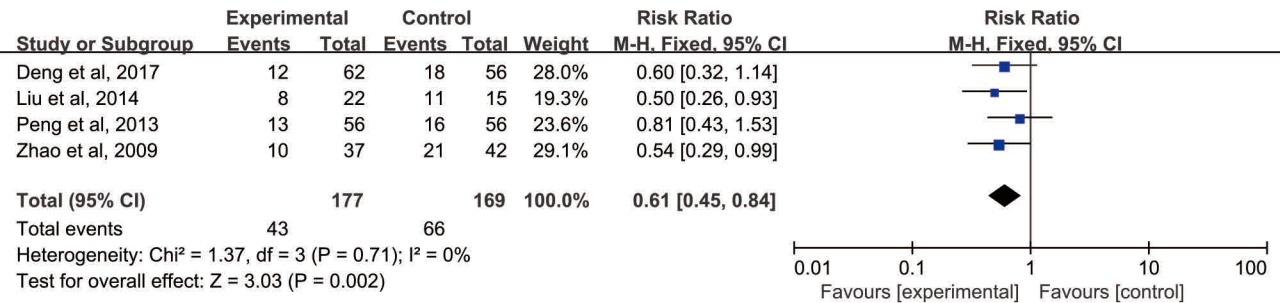 Experimental Control Risk Ratio Risk Ratio
Study or Subgroup Events Total Events Total Weight M-H, Fixed, 95% CI M-H, Fixed, 95% CI
Deng et al, 2017 12 62 18 56 28.0% 0.60 [0.32, 1.14]
Liu et al, 2014 8 22 11 15 19.3% 0.50 [0.26, 0.93]
Peng et al, 2013 13 56 16 56 23.6% 0.81 [0.43, 1.53]
Zhao et al, 2009 10 37 21 42 29.1% 0.54 [0.29, 0.99]
Total (95% CI) 177 169 100.0% 0.61 [0.45, 0.84]
Total events 43 66
Heterogeneity: Chi² = 1.37, df = 3 (P = 0.71); I² = 0%
Test for overall effect: Z = 3.03 (P = 0.002)
0.01 0.1 1 10 100
Favours [experimental] Favours [control]